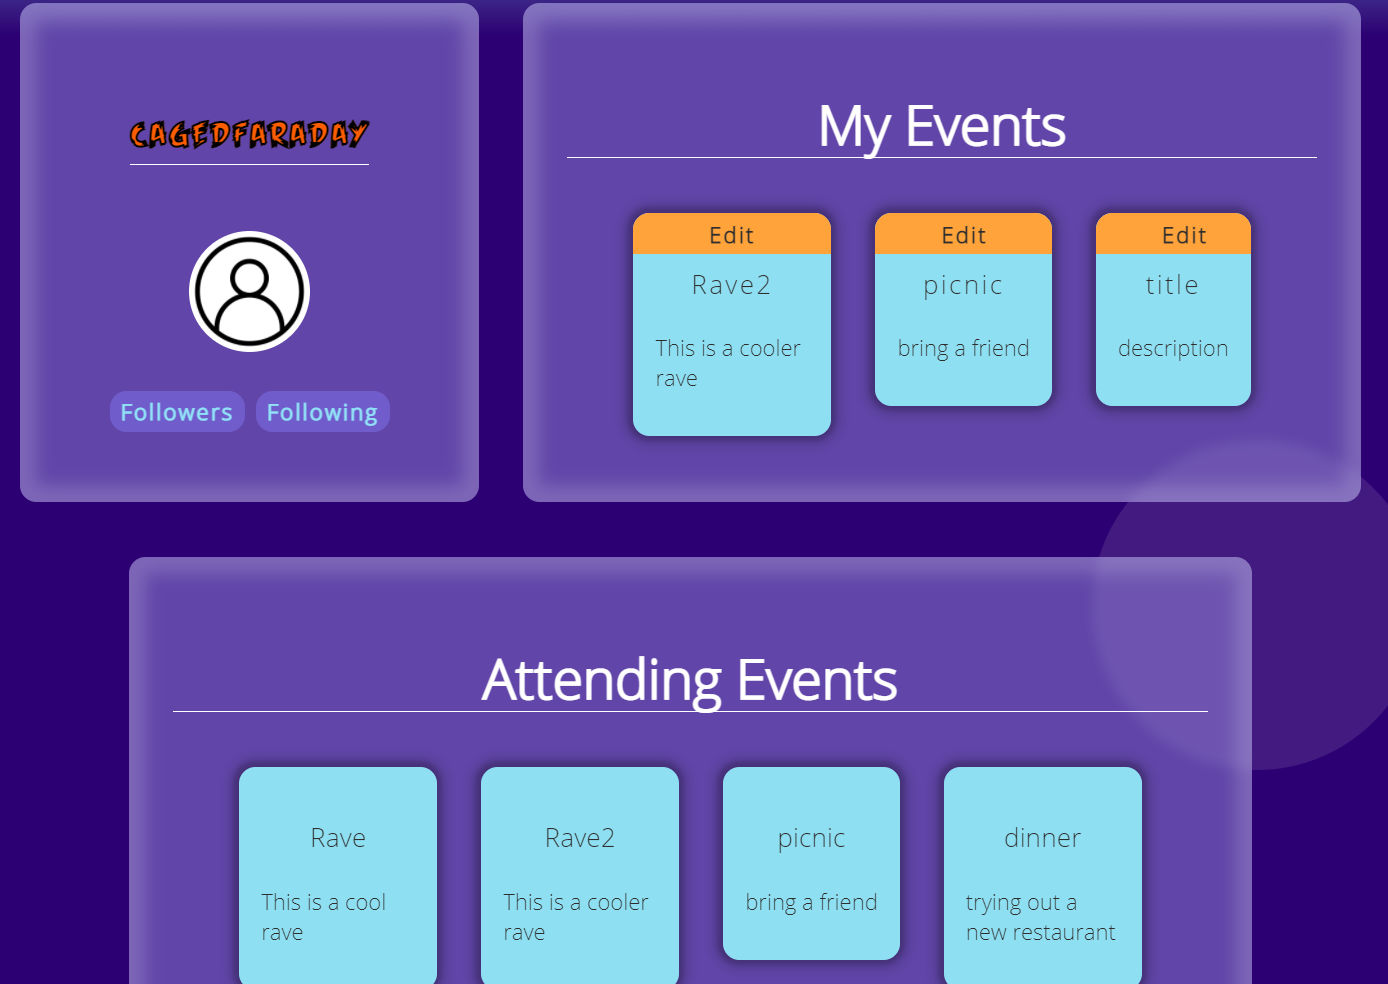 CAGEDFARADAY
Followers Following
My Events
Edit
Rave2
This is a cooler
rave
Edit
picnic
bring a friend
Edit
title
description
Attending Events
Rave
This is a cool
rave
Rave2
This is a cooler
rave
picnic
bring a friend
dinner
trying out a
new restaurant